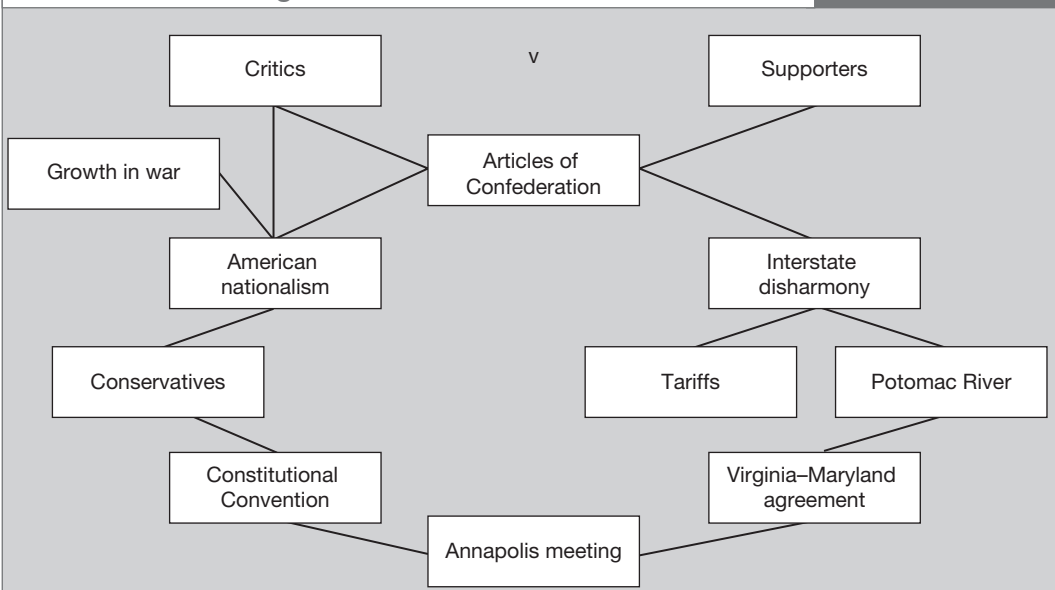 Critics
v
Supporters
Growth in war
Articles of
Confederation
American
nationalism
Interstate
disharmony
Conservatives
Tariffs
Potomac River
Constitutional
Convention
Virginia–Maryland
agreement
Annapolis meeting